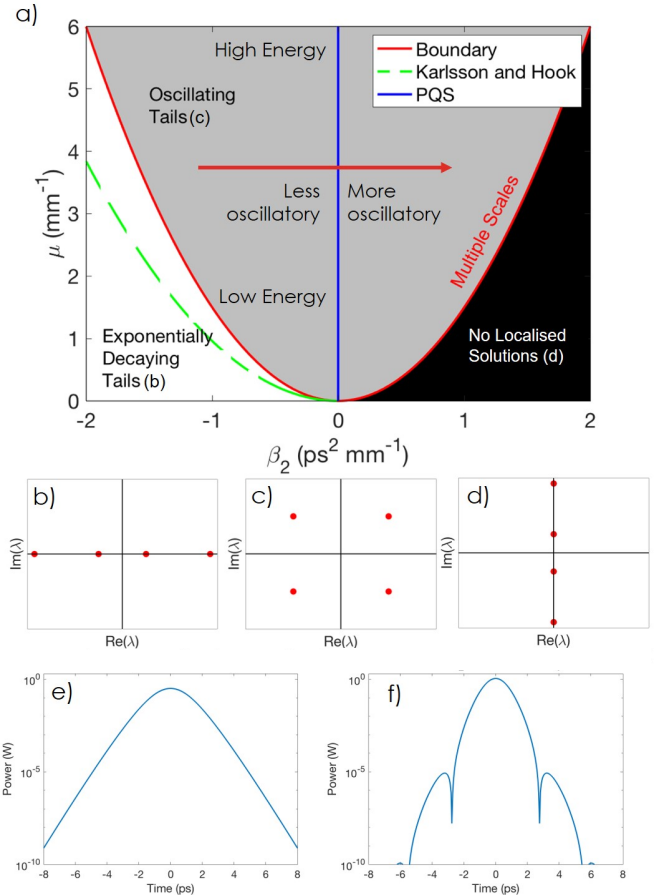 a)
6
5
4
3
2
1
0
μ (mm⁻¹)
High Energy
Boundary
Karlsson and Hook
PQS
Oscillating
Tails (c)
Less
oscillatory
More
oscillatory
Multiple Scales
Low Energy
Exponentially
Decaying
Tails (b)
No Localised
Solutions (d)
-2 -1 0 1 2
β₂ (ps² mm⁻¹)
b)
Im(λ)
Re(λ)
c)
Im(λ)
Re(λ)
d)
Im(λ)
Re(λ)
e)
10⁰
10⁻⁵
10⁻¹⁰
Power (W)
-8 -6 -4 -2 0 2 4 6 8
Time (ps)
f)
10⁰
10⁻⁵
10⁻¹⁰
Power (W)
-8 -6 -4 -2 0 2 4 6 8
Time (ps)